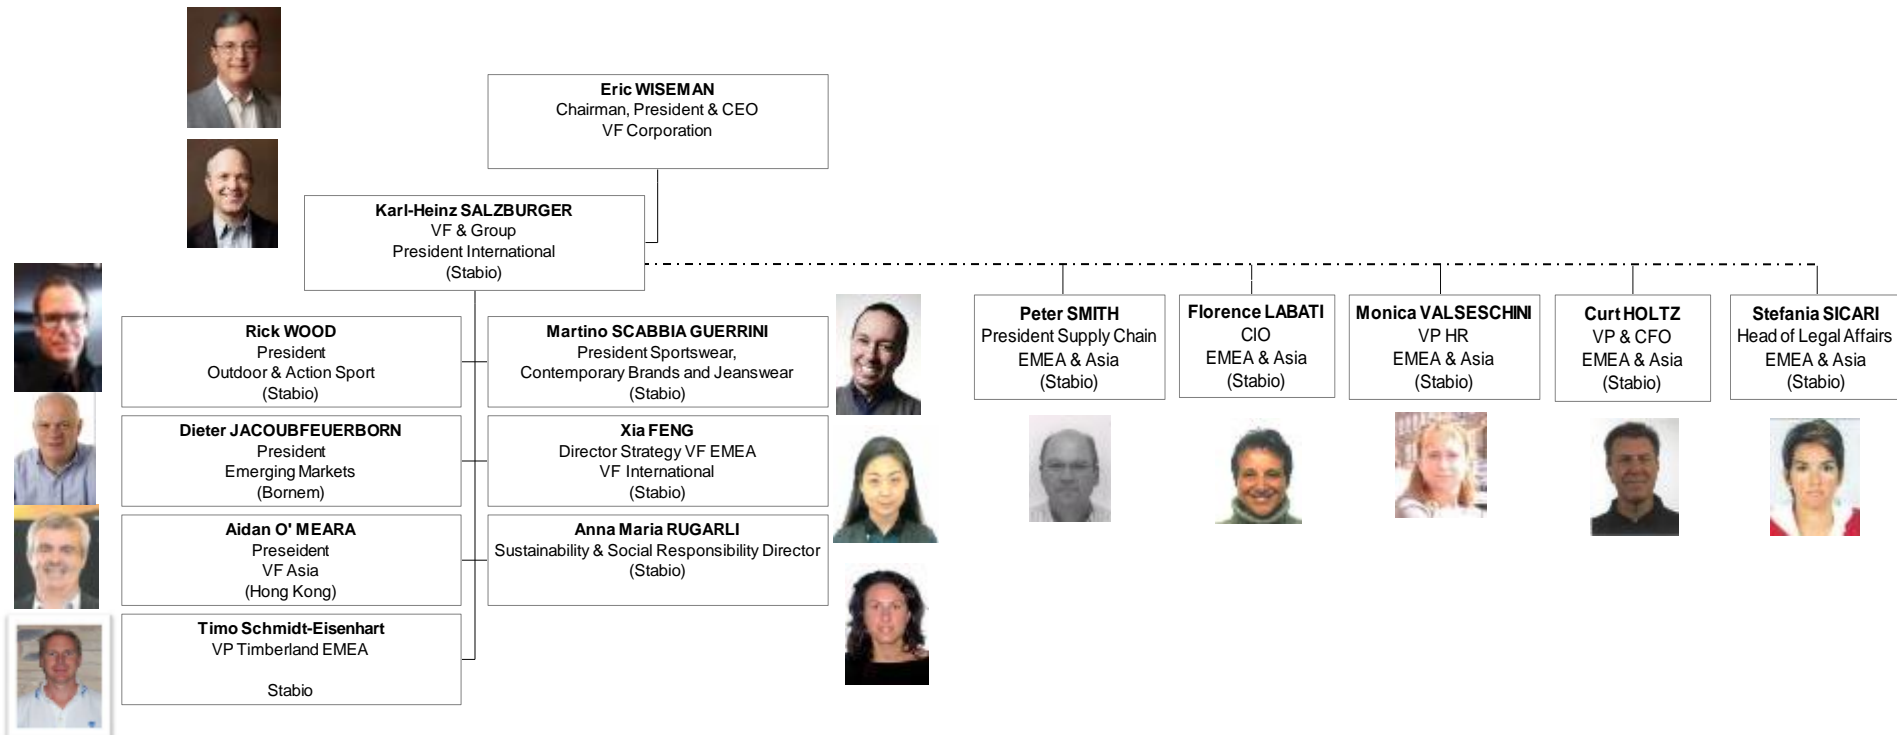 Eric WISEMAN
Chairman, President & CEO
VF Corporation
Karl-Heinz SALZBURGER
VF & Group
President International
(Stabio)
Rick WOOD
President
Outdoor & Action Sport
(Stabio)
Martino SCABBIA GUERRINI
President Sportswear,
Contemporary Brands and Jeanswear
(Stabio)
Dieter JACOUBFEUERBORN
President
Emerging Markets
(Bornem)
Xia FENG
Director Strategy VF EMEA
VF International
(Stabio)
Aidan O' MEARA
Preseident
VF Asia
(Hong Kong)
Anna Maria RUGARLI
Sustainability & Social Responsibility Director
(Stabio)
Timo Schmidt-Eisenhart
VP Timberland EMEA
Stabio
Peter SMITH
President Supply Chain
EMEA & Asia
(Stabio)
Florence LABATI
CIO
EMEA & Asia
(Stabio)
Monica VALSESCHINI
VP HR
EMEA & Asia
(Stabio)
Curt HOLTZ
VP & CFO
EMEA & Asia
(Stabio)
Stefania SICARI
Head of Legal Affairs
EMEA & Asia
(Stabio)